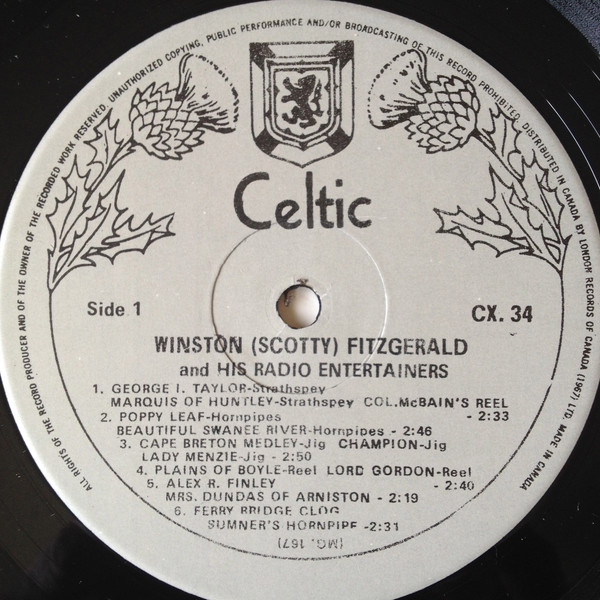 ALL RIGHTS OF THE RECORD PRODUCER AND OF THE OWNER OF THE RECORDED WORK RESERVED. UNAUTHORIZED COPYING, PUBLIC PERFORMANCE AND/OR BROADCASTING OF THIS RECORD PROHIBITED. DISTRIBUTED IN CANADA BY LONDON RECORDS OF CANADA (1967) LTD. MADE IN CANADA
Celtic
Side 1
CX. 34
WINSTON (SCOTTY) FITZGERALD
and HIS RADIO ENTERTAINERS
1. GEORGE I. TAYLOR-Strathspey
MARQUIS OF HUNTLEY-Strathspey COL.McBAIN'S REEL
2. POPPY LEAF-Hornpipes - 2:33
BEAUTIFUL SWANEE RIVER-Hornpipes - 2:46
3. CAPE BRETON MEDLEY-Jig CHAMPION-Jig
LADY MENZIE-Jig - 2:50
4. PLAINS OF BOYLE-Reel LORD GORDON-Reel
5. ALEX R. FINLEY - 2:40
MRS. DUNDAS OF ARNISTON - 2:19
6. FERRY BRIDGE CLOG
SUMNER'S HORNPIPE -2:31
(MG. 167)